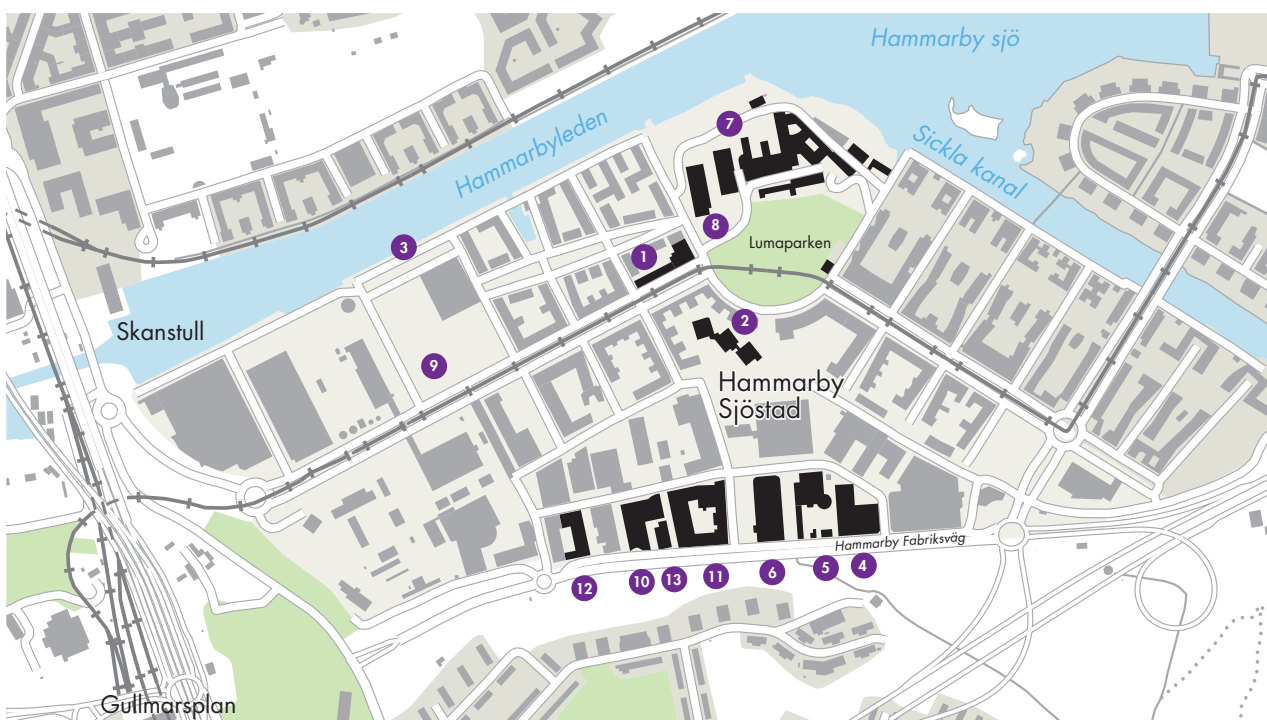 Hammarby sjö
7
Hammarbyleden
Sickla kanal
8
3
Lumaparken
1
2
Skanstull
9
Hammarby
Sjöstad
Hammarby Fabriksväg
12
10
13
11
6
5
4
Gullmarsplan